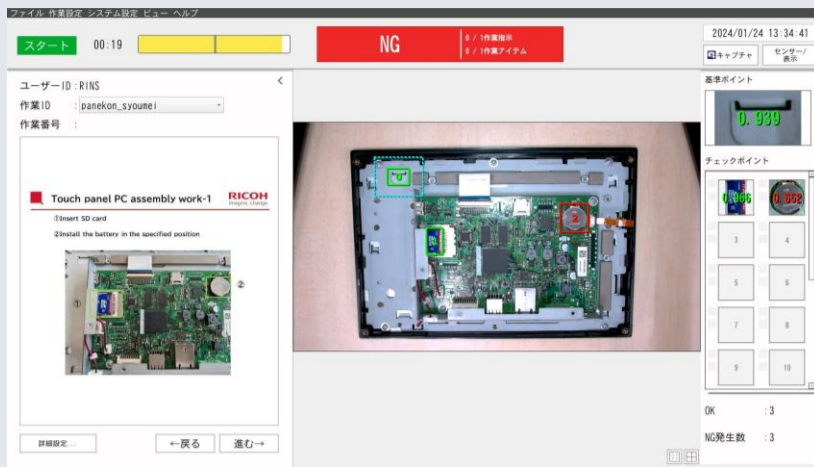 ファイル 作業設定 システム設定 ビュー ヘルプ
スタート
00:19
NG
0 / 1作業指示
0 / 1作業アイテム
2024/01/24 13:34:41
キャプチャ
センサー/
表示
ユーザーID:RINS
作業ID :panekon_syoumei
作業番号 :
Touch panel PC assembly work-1
RICOH
imagine. change.
①Insert SD card
②Install the battery in the specified position
①
②
詳細設定...
←戻る
進む→
0
2
基準ポイント
0.939
チェックポイント
0.966
0.662
3
4
5
6
7
8
9
10
OK :3
NG発生数 :3